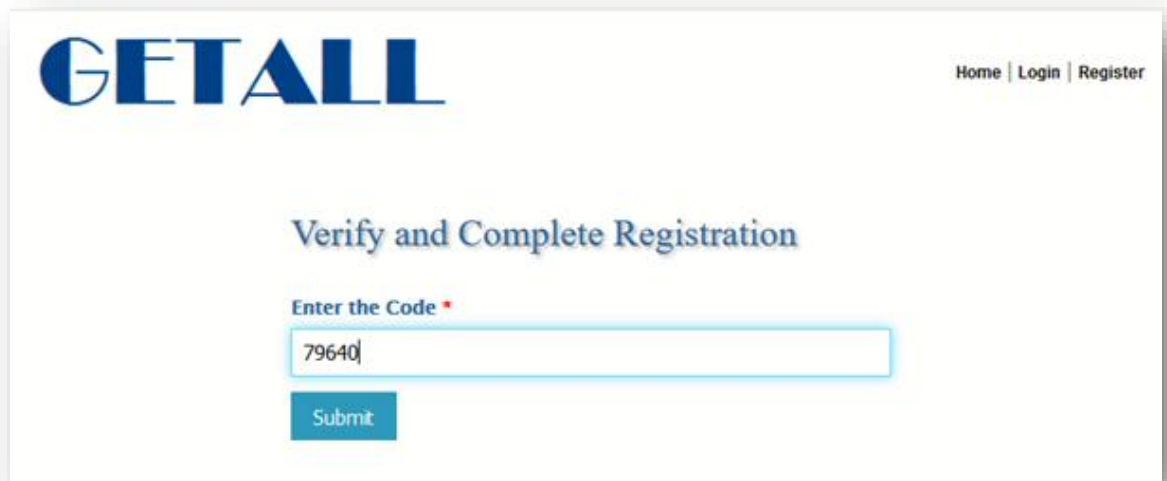 GETALL
Home | Login | Register
Verify and Complete Registration
Enter the Code *
79640
Submit